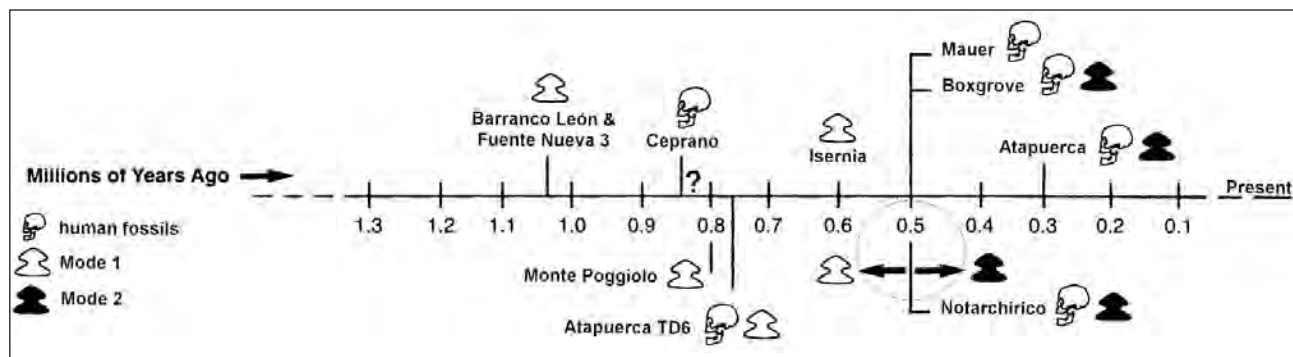 Mauer
Boxgrove
Barranco León &
Fuente Nueva 3
Ceprano
Isernia
Atapuerca
Millions of Years Ago
?
Present
1.3 1.2 1.1 1.0 0.9 0.8 0.7 0.6 0.5 0.4 0.3 0.2 0.1
human fossils
Mode 1
Mode 2
Monte Poggiolo
Notarchirico
Atapuerca TD6